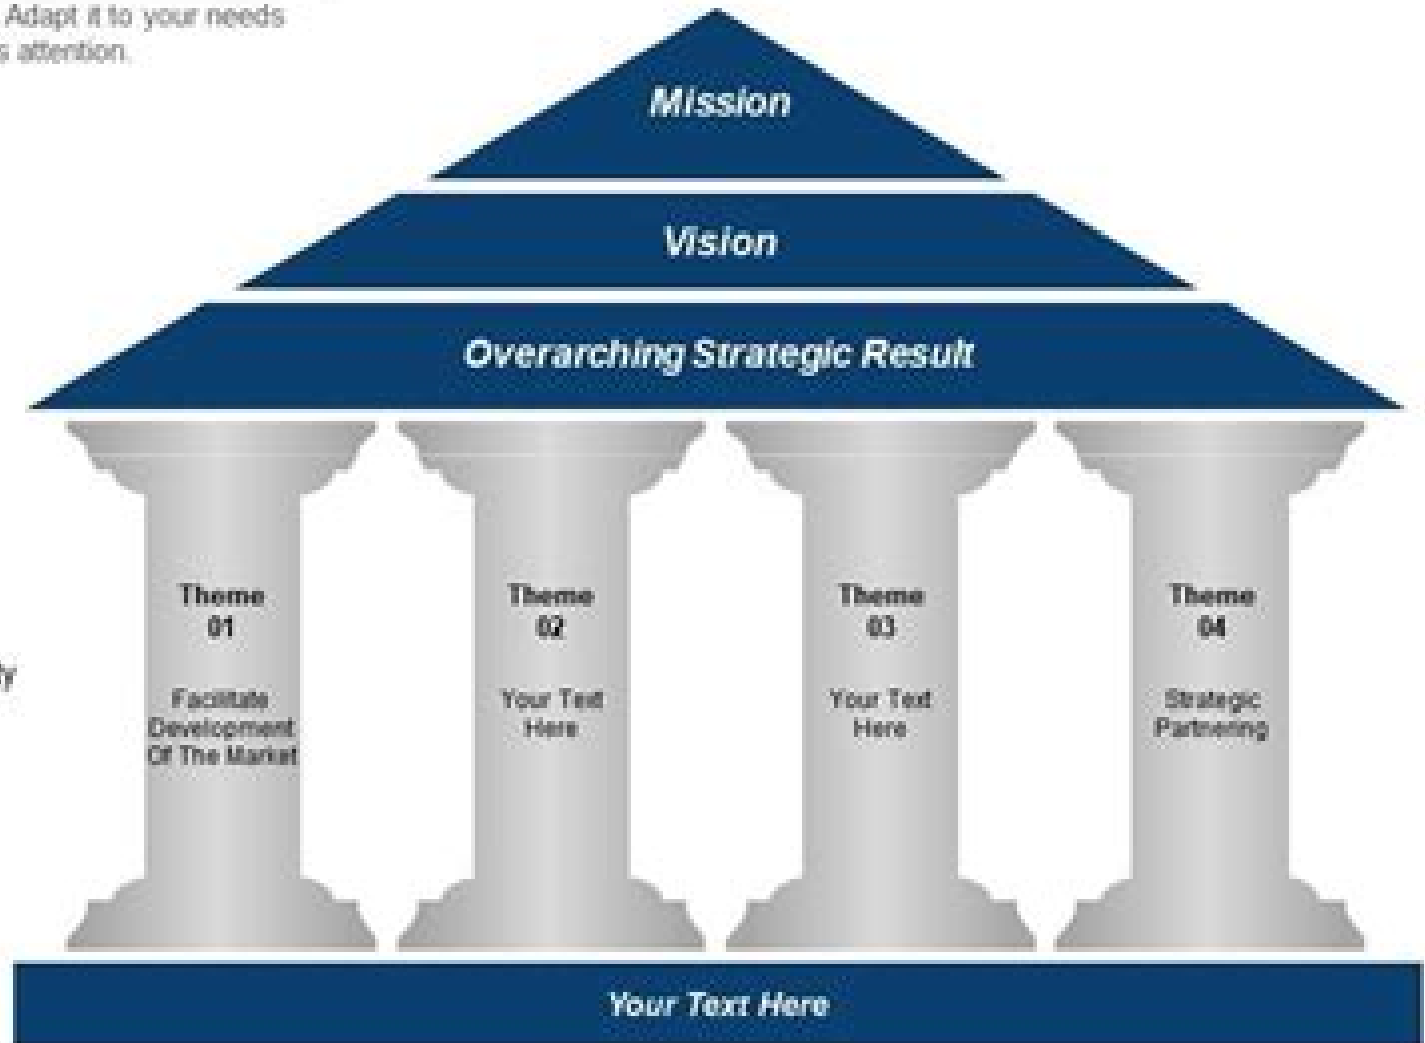 Adapt it to your needs
attention.
Mission
Vision
Overarching Strategic Result
Theme
01
Facilitate
Development
Of The Market
Theme
02
Your Text
Here
Theme
03
Your Text
Here
Theme
04
Strategic
Partnering
Your Text Here